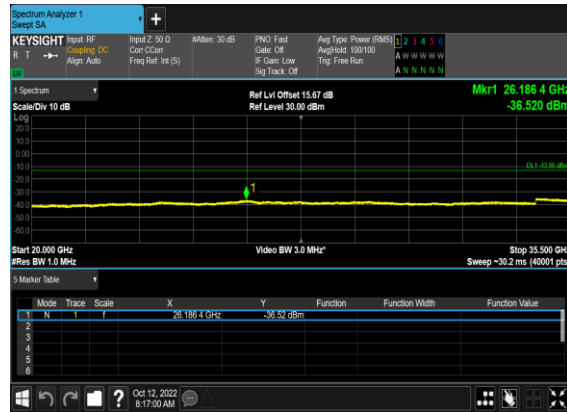 Spectrum Analyzer 1
Swept SA
+
KEYSIGHT Input: RF Input Z: 50 Ω #Atten: 30 dB PNO: Fast Avg Type: Power (RMS) 1 2 3 4 5 6
R T Coupling: DC Corr CCorr Gate: Off Avg|Hold: 100/100 A W W W W W
Align: Auto Freq Ref: Int (S) IF Gain: Low Trig: Free Run
Sig Track: Off A N N N N N
1 Spectrum Ref Lvl Offset 15.67 dB Mkr1 26.186 4 GHz
Scale/Div 10 dB Ref Level 30.00 dBm -36.520 dBm
Log
20.0
10.0
0.00
-10.0 DL1 -13.00 dBm
-20.0
-30.0
1
-40.0
-50.0
-60.0
Start 20.000 GHz Video BW 3.0 MHz* Stop 35.500 GHz
#Res BW 1.0 MHz Sweep ~30.2 ms (40001 pts)
5 Marker Table
Mode Trace Scale X Y Function Function Width Function Value
1 N 1 f 26.186 4 GHz -36.52 dBm
2
3
4
5
6
? Oct 12, 2022
8:17:00 AM